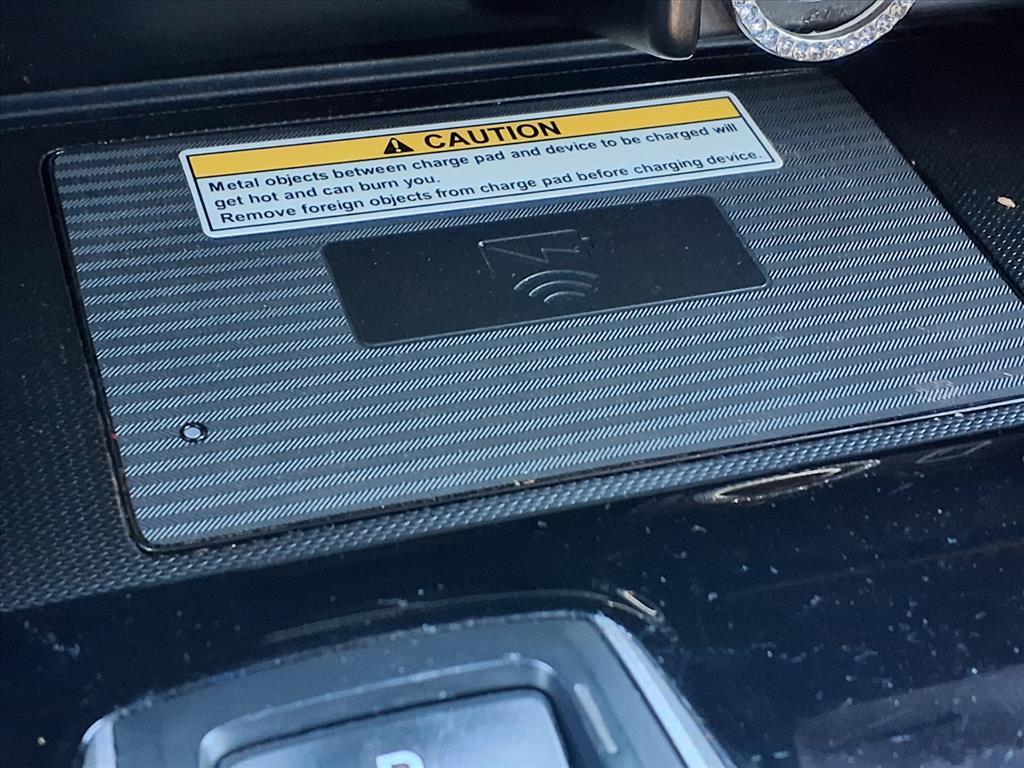 CAUTION
Metal objects between charge pad and device to be charged will
get hot and can burn you.
Remove foreign objects from charge pad before charging device.
P